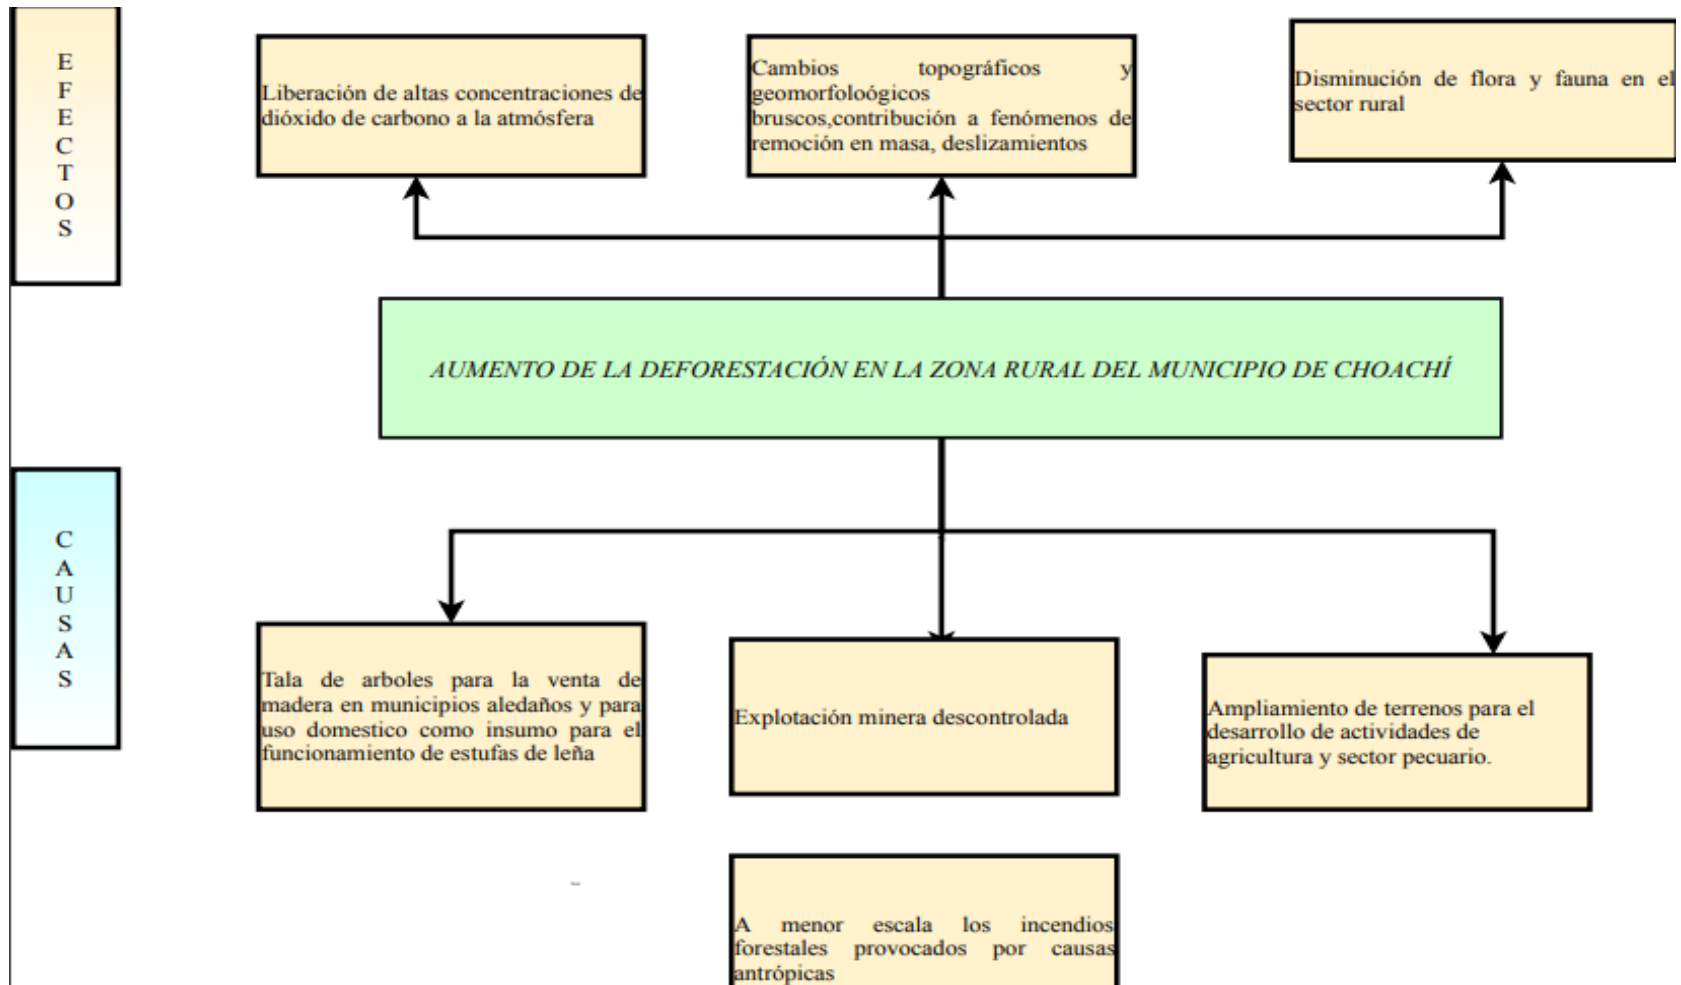 E
F
E
C
T
O
S
Liberación de altas concentraciones de
dióxido de carbono a la atmósfera
Cambios topográficos y
geomorfoloógicos
bruscos,contribución a fenómenos de
remoción en masa, deslizamientos
Disminución de flora y fauna en el
sector rural
AUMENTO DE LA DEFORESTACIÓN EN LA ZONA RURAL DEL MUNICIPIO DE CHOACHÍ
C
A
U
S
A
S
Tala de arboles para la venta de
madera en municipios aledaños y para
uso domestico como insumo para el
funcionamiento de estufas de leña
Explotación minera descontrolada
Ampliamiento de terrenos para el
desarrollo de actividades de
agricultura y sector pecuario.
A menor escala los incendios
forestales provocados por causas
antrópicas